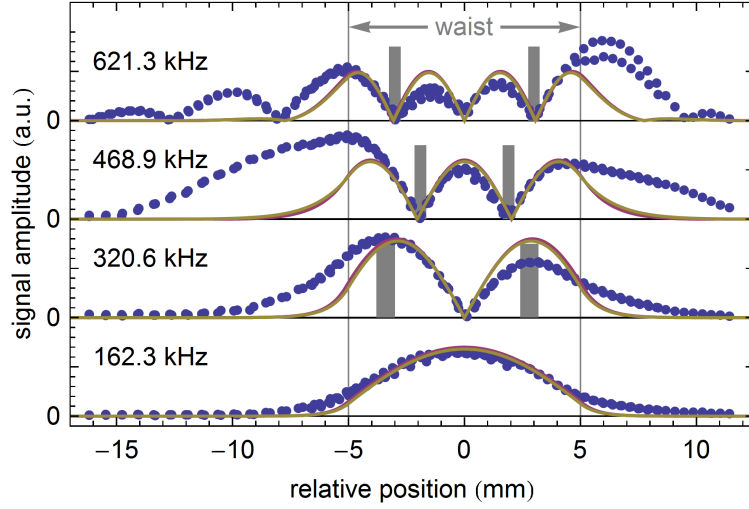 waist
621.3 kHz
0
468.9 kHz
0
320.6 kHz
0
162.3 kHz
0
signal amplitude (a.u.)
−15 −10 −5 0 5 10
relative position (mm)